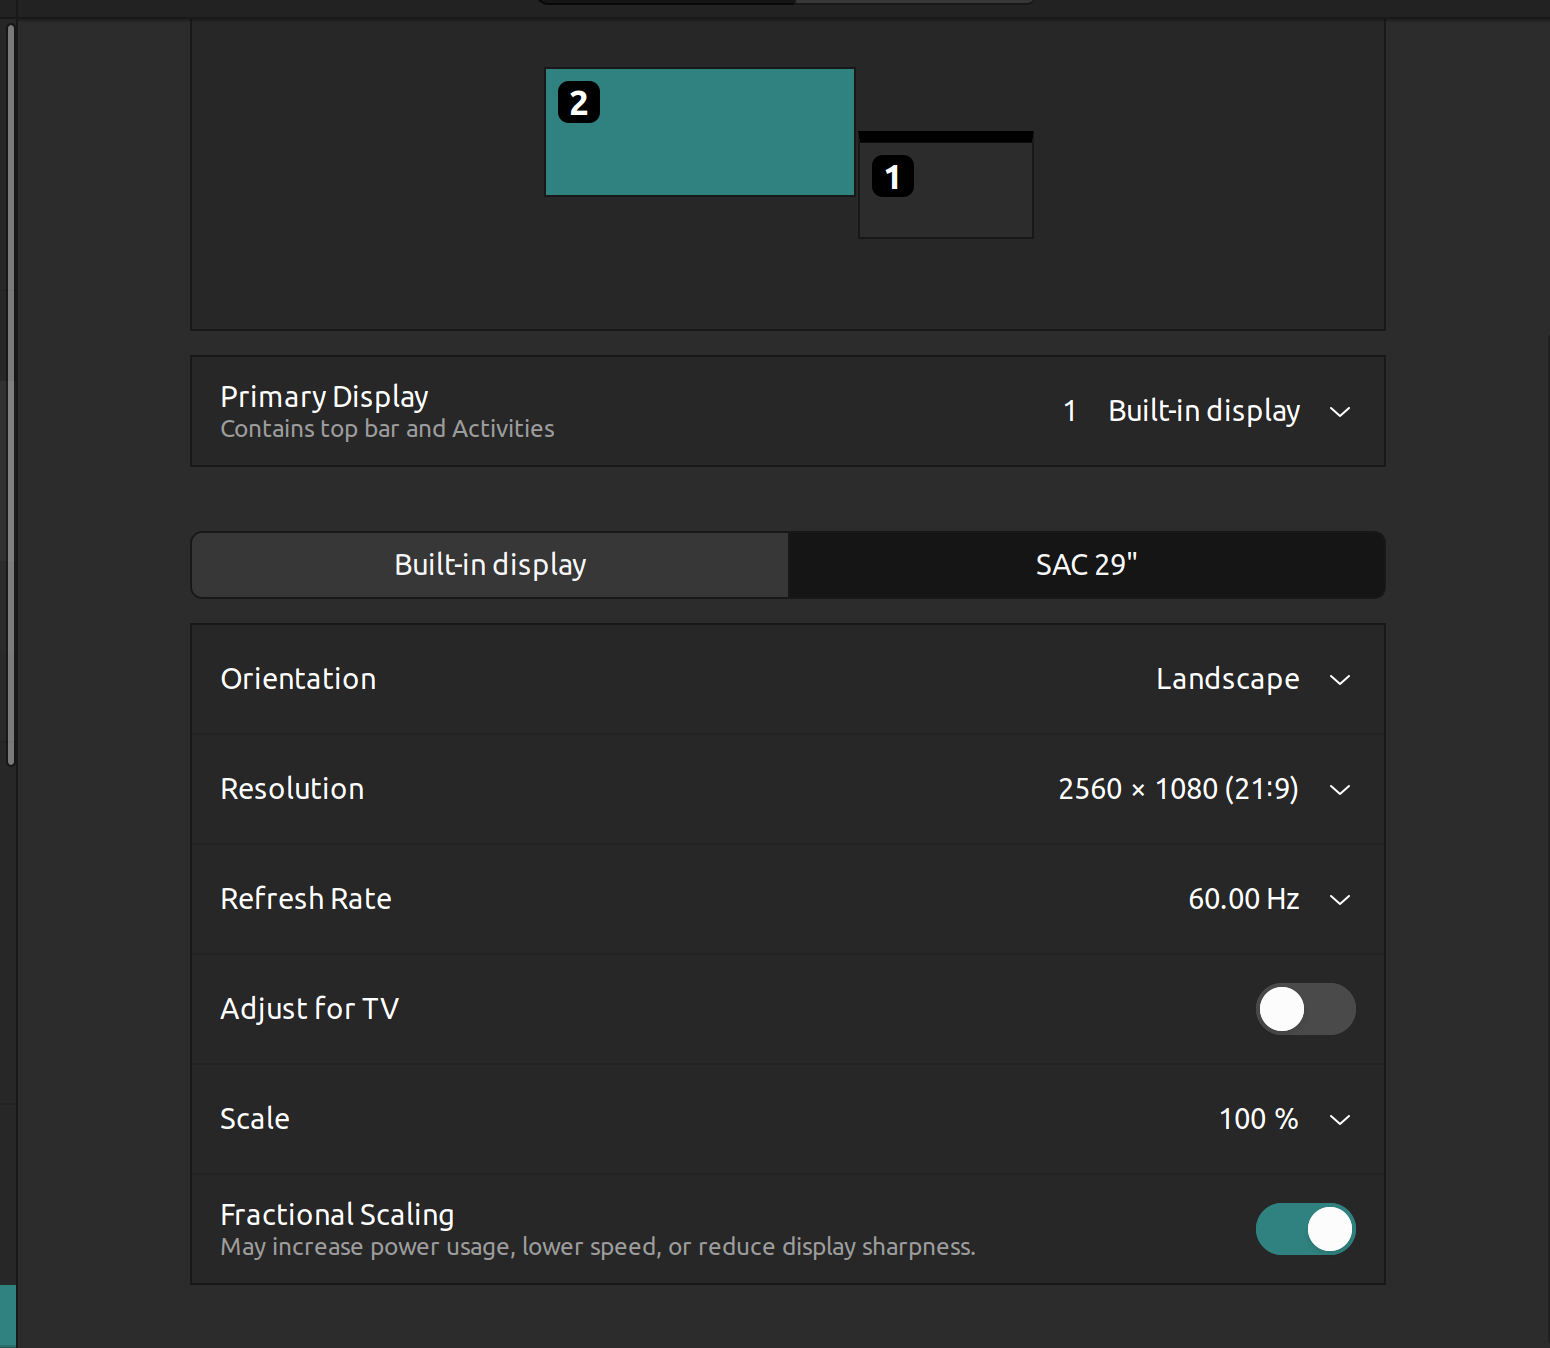 2
1
Primary Display
Contains top bar and Activities
1 Built-in display
Built-in display
SAC 29"
Orientation
Landscape
Resolution
2560 × 1080 (21:9)
Refresh Rate
60.00 Hz
Adjust for TV
Scale
100 %
Fractional Scaling
May increase power usage, lower speed, or reduce display sharpness.